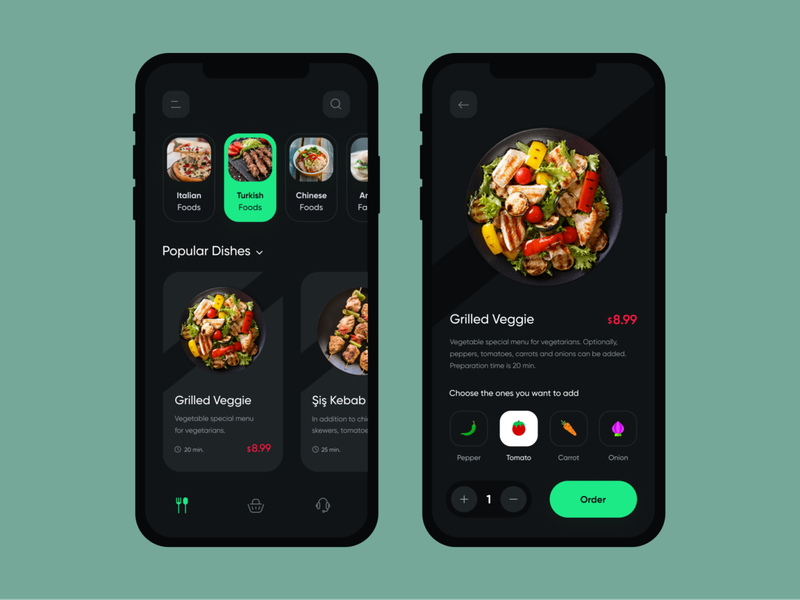 Italian
Foods
Turkish
Foods
Chinese
Foods
Ar
Fa
Popular Dishes
Grilled Veggie
Vegetable special menu
for vegetarians.
20 min.
$8.99
Şiş Kebab
In addition to chi
skewers, tomatoe
25 min.
Grilled Veggie
$8.99
Vegetable special menu for vegetarians. Optionally,
peppers, tomatoes, carrots and onions can be added.
Preparation time is 20 min.
Choose the ones you want to add
Pepper
Tomato
Carrot
Onion
+ 1 −
Order